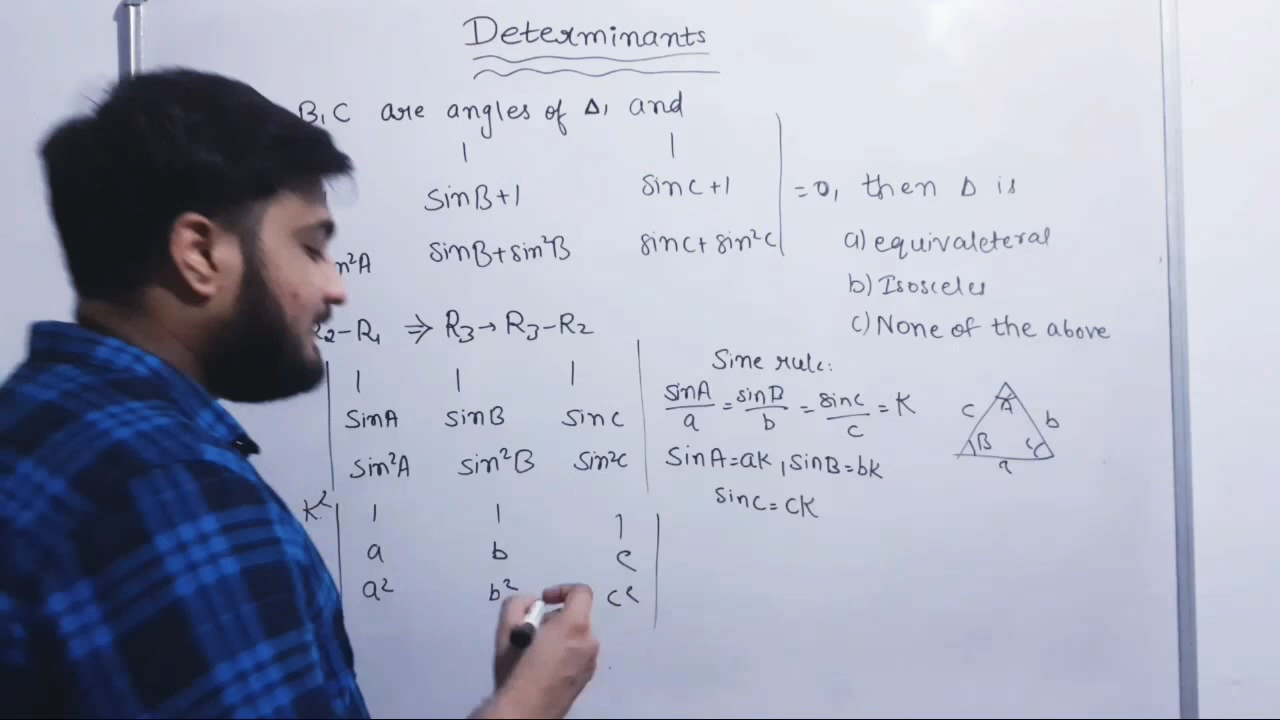 Determinants
B, C are angles of Δ, and
1 1
sinB+1 sinC+1 =0, then Δ is
sinB+sin²B sinC+sin²C
n²A
a) equivaleteral
b) Isosceles
c) None of the above
R₂-R₁ ⇒ R₃→R₃-R₂
1 1 1
sinA sinB sinC
sin²A sin²B sin²C
K² 1 1 1
a b c
a² b² c²
Sine rule:
sinA/a = sinB/b = sinc/c = K
sinA=aK, sinB=bK
sinc=cK
A
B
c
b
a